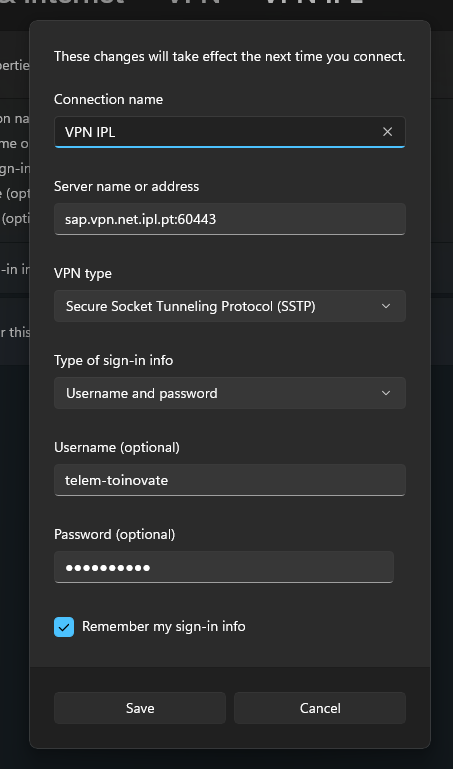 VPN
These changes will take effect the next time you connect.
Connection name
VPN IPL
Server name or address
sap.vpn.net.ipl.pt:60443
VPN type
Secure Socket Tunneling Protocol (SSTP)
Type of sign-in info
Username and password
Username (optional)
telem-toinovate
Password (optional)
Remember my sign-in info
Save
Cancel